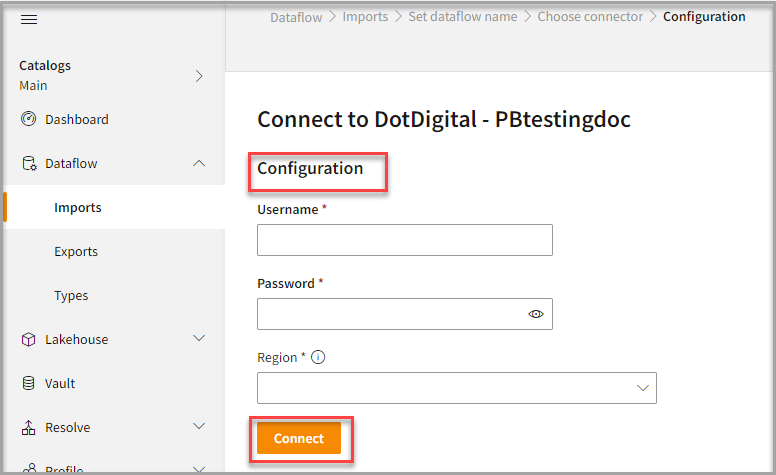 Dataflow > Imports > Set dataflow name > Choose connector > Configuration
Catalogs
Main
Dashboard
Dataflow
Imports
Exports
Types
Lakehouse
Vault
Resolve
Profile
Connect to DotDigital - PBtestingdoc
Configuration
Username *
Password *
Region *
Connect